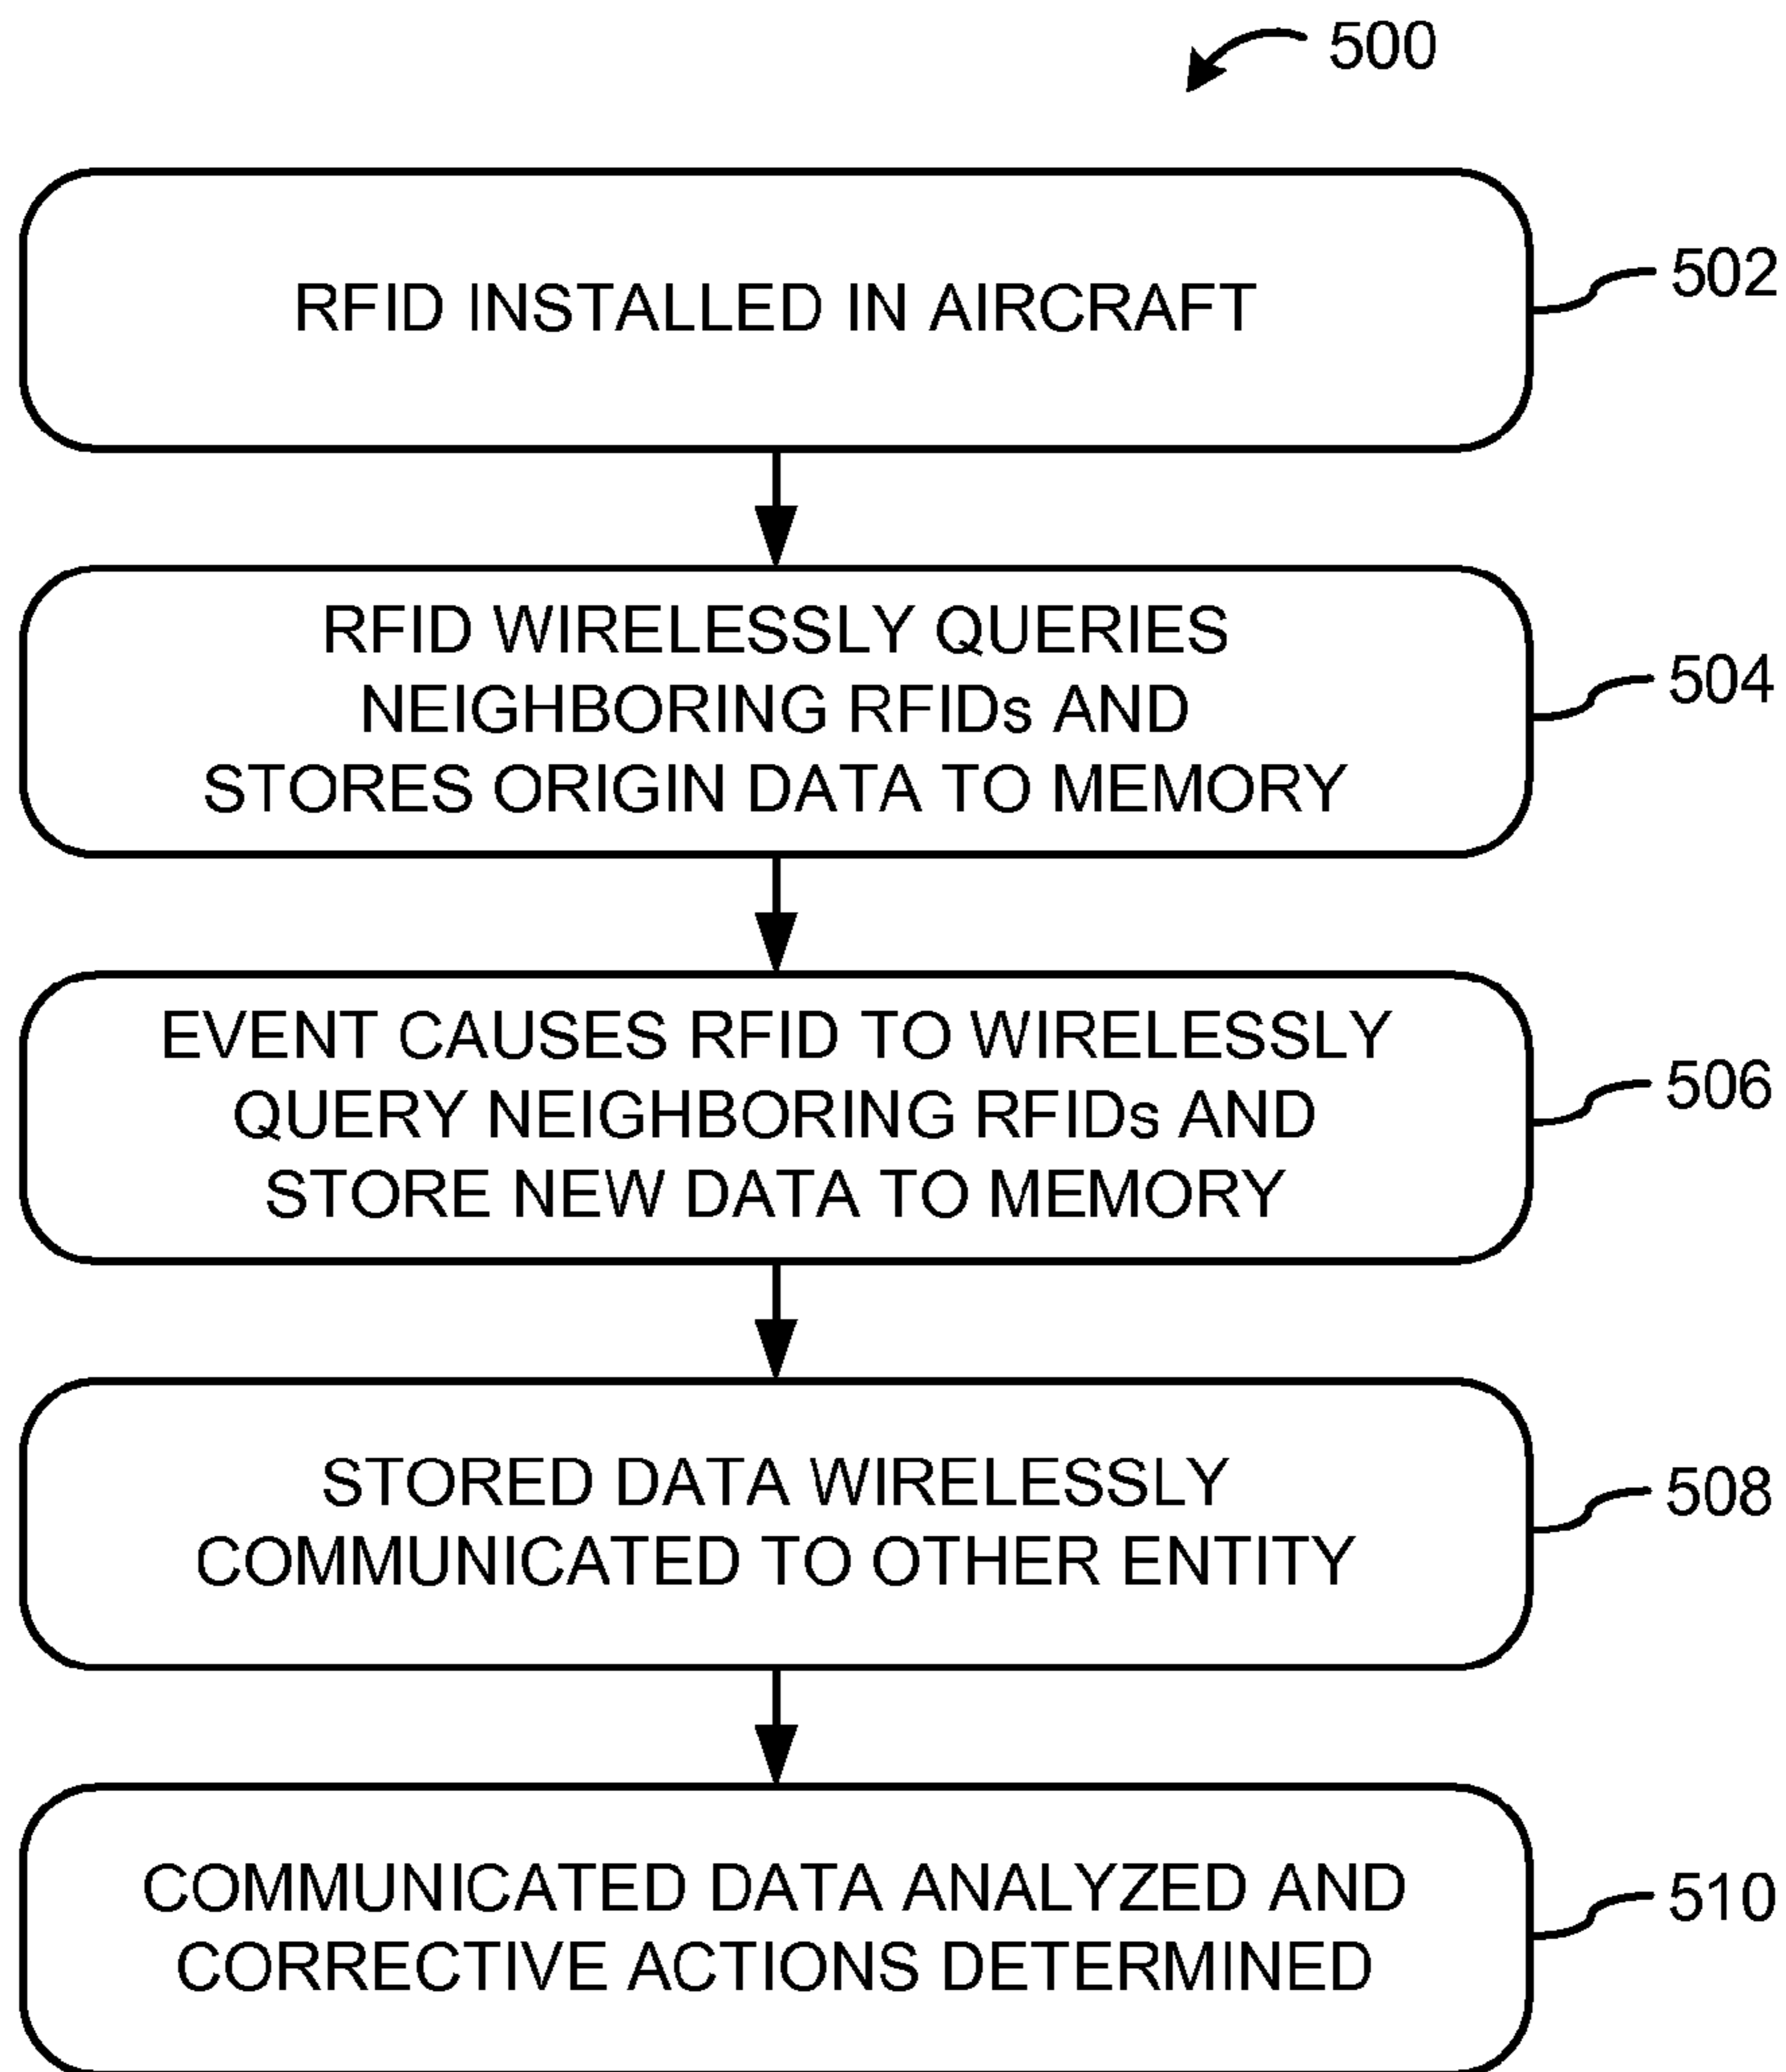 500
RFID INSTALLED IN AIRCRAFT
502
RFID WIRELESSLY QUERIES
NEIGHBORING RFIDs AND
STORES ORIGIN DATA TO MEMORY
504
EVENT CAUSES RFID TO WIRELESSLY
QUERY NEIGHBORING RFIDs AND
STORE NEW DATA TO MEMORY
506
STORED DATA WIRELESSLY
COMMUNICATED TO OTHER ENTITY
508
COMMUNICATED DATA ANALYZED AND
CORRECTIVE ACTIONS DETERMINED
510